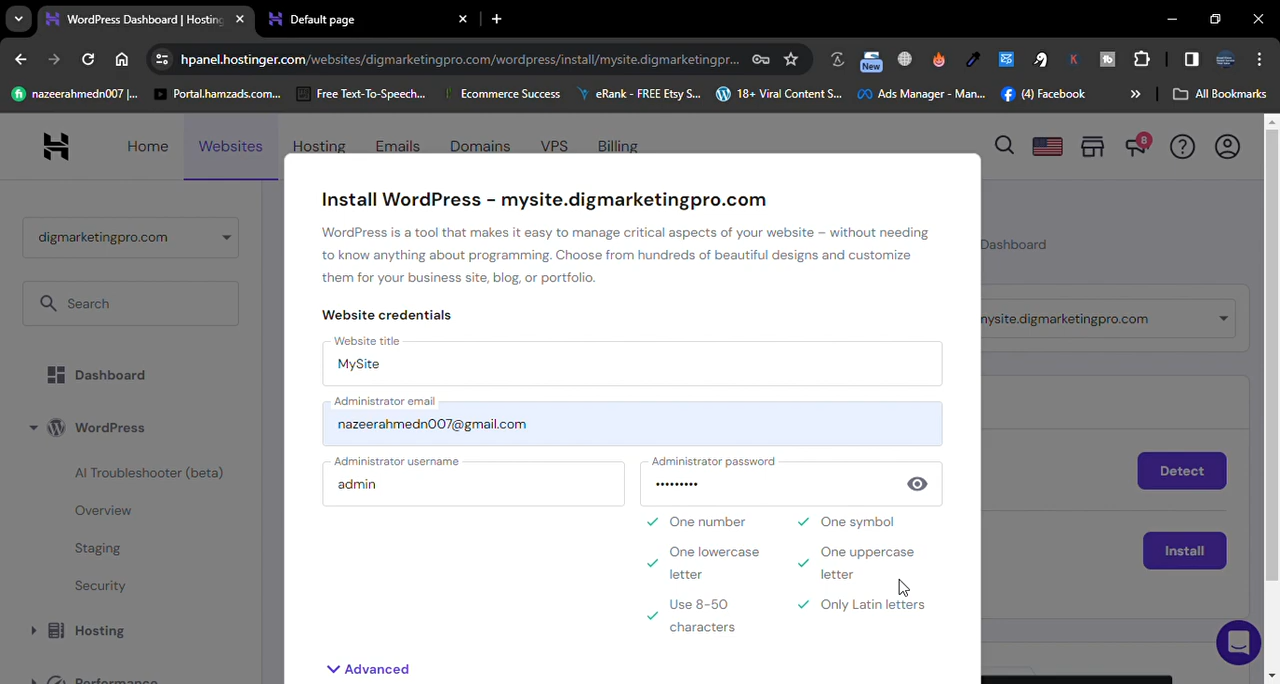 WordPress Dashboard | Hosting
Default page
hpanel.hostinger.com/websites/digmarketingpro.com/wordpress/install/mysite.digmarketingpr...
New
nazeerahmedn007 |...
Portal.hamzads.com...
Free Text-To-Speech...
Ecommerce Success
eRank - FREE Etsy S...
18+ Viral Content S...
Ads Manager - Man...
(4) Facebook
All Bookmarks
Home
Websites
Hosting
Emails
Domains
VPS
Billing
8
digmarketingpro.com
Search
Dashboard
WordPress
AI Troubleshooter (beta)
Overview
Staging
Security
Hosting
Performance
Install WordPress - mysite.digmarketingpro.com
WordPress is a tool that makes it easy to manage critical aspects of your website – without needing
to know anything about programming. Choose from hundreds of beautiful designs and customize
them for your business site, blog, or portfolio.
Website credentials
Website title
MySite
Administrator email
nazeerahmedn007@gmail.com
Administrator username
admin
Administrator password
•••••••••
One number
One symbol
One lowercase
letter
One uppercase
letter
Use 8-50
characters
Only Latin letters
Advanced
Dashboard
mysite.digmarketingpro.com
Detect
Install